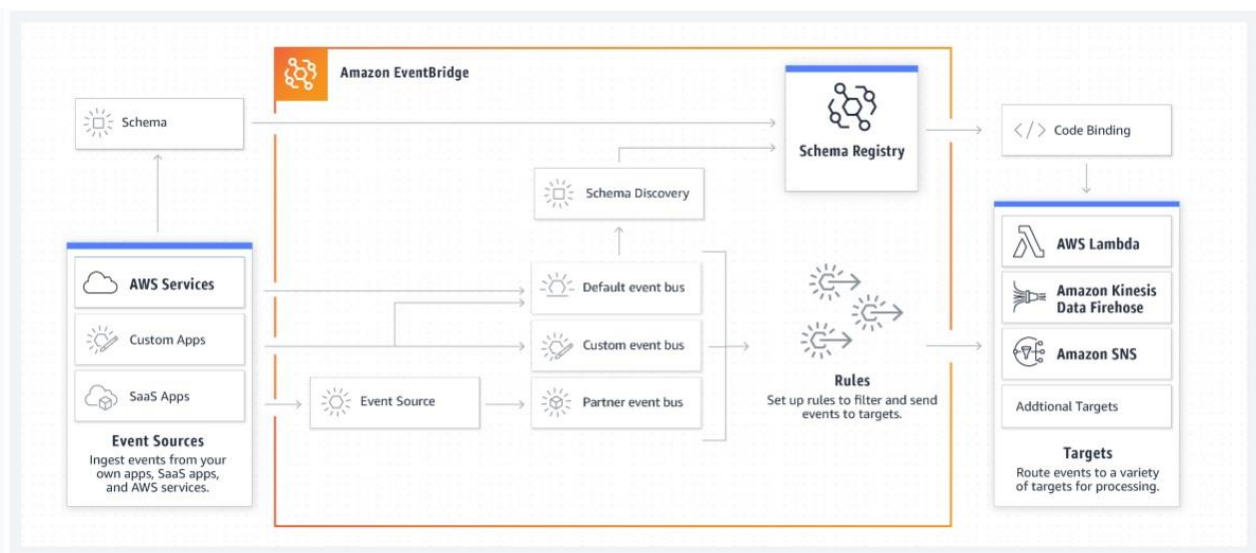 Amazon EventBridge
Schema
Schema Registry
</> Code Binding
Schema Discovery
AWS Services
Custom Apps
SaaS Apps
Event Sources
Ingest events from your
own apps, SaaS apps,
and AWS services.
Event Source
Default event bus
Custom event bus
Partner event bus
Rules
Set up rules to filter and send
events to targets.
AWS Lambda
Amazon Kinesis
Data Firehose
Amazon SNS
Addtional Targets
Targets
Route events to a variety
of targets for processing.